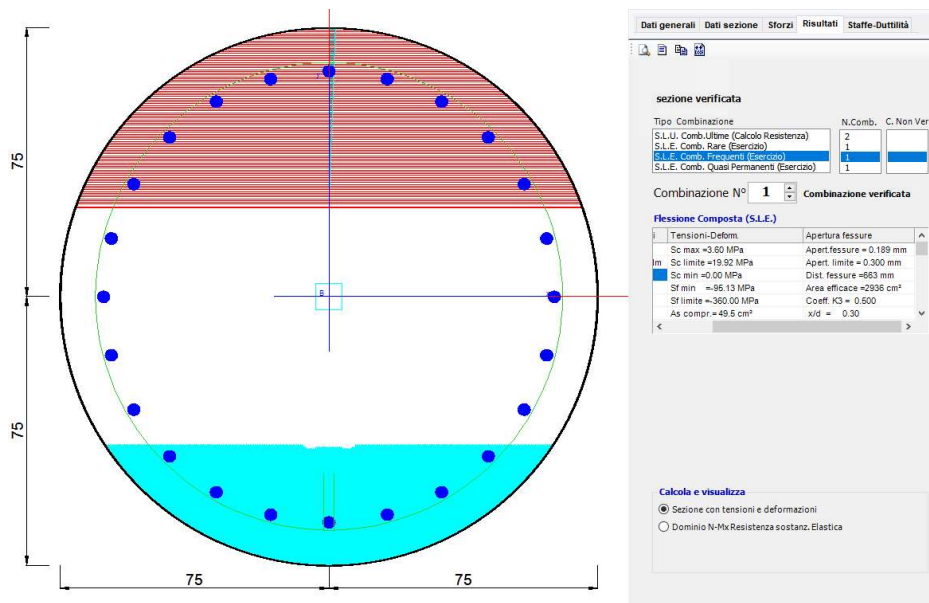 75
75
75
75
B
Dati generali Dati sezione Sforzi Risultati Staffe-Duttilità
sezione verificata
Tipo Combinazione N.Comb. C. Non Ver
S.L.U. Comb.Ultime (Calcolo Resistenza) 2
S.L.E. Comb. Rare (Esercizio) 1
S.L.E. Comb. Frequenti (Esercizio) 1
S.L.E. Comb. Quasi Permanenti (Esercizio) 1
Combinazione N° 1 Combinazione verificata
Flessione Composta (S.L.E.)
i Tensioni-Deform. Apertura fessure
Sc max =3.60 MPa Apert.fessure = 0.189 mm
Im Sc limite =19.92 MPa Apert. limite = 0.300 mm
Sc min =0.00 MPa Dist. fessure =663 mm
Sf min =-95.13 MPa Area efficace =2936 cm²
Sf limite =-360.00 MPa Coeff. K3 = 0.500
As compr.= 49.5 cm² x/d = 0.30
Calcola e visualizza
Sezione con tensioni e deformazioni
Dominio N-Mx Resistenza sostanz. Elastica